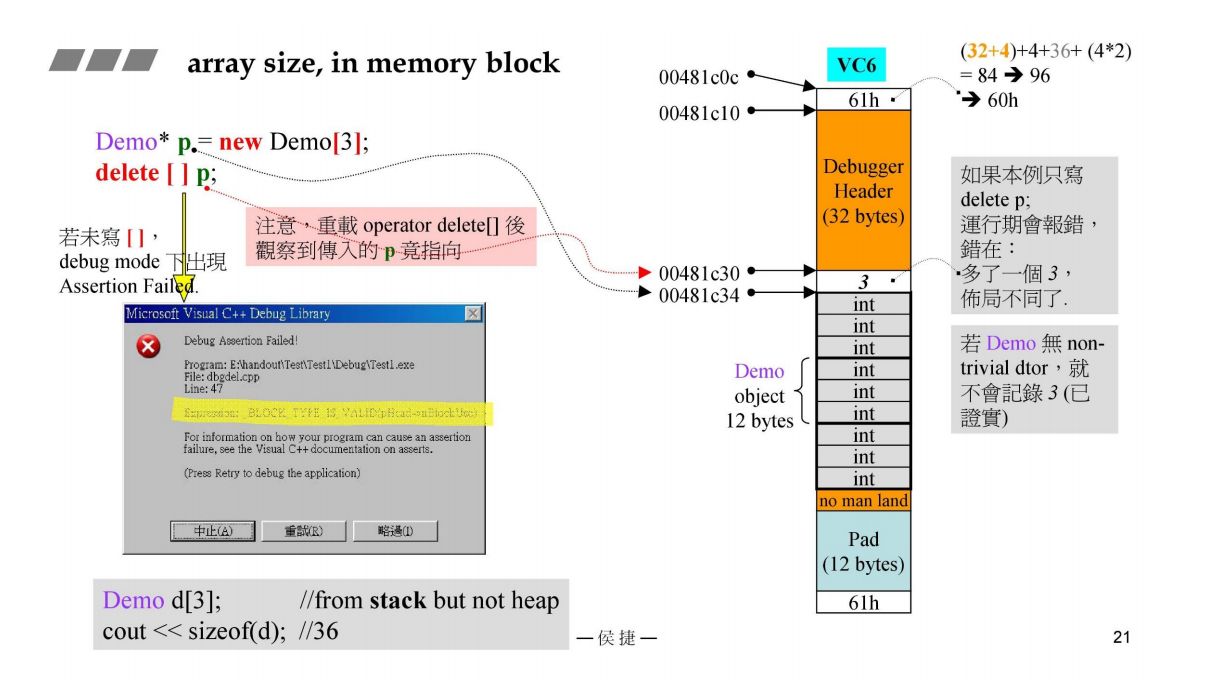 array size, in memory block
Demo* p = new Demo[3];
delete [ ] p;
若未寫 [ ]，
debug mode 下出現
Assertion Failed.
注意，重載 operator delete[] 後
觀察到傳入的 p 竟指向
Microsoft Visual C++ Debug Library
Debug Assertion Failed!
Program: E:\handout\Test\Test1\Debug\Test1.exe
File: dbgdel.cpp
Line: 47
Expression: _BLOCK_TYPE_IS_VALID(pHead->nBlockUse)
For information on how your program can cause an assertion
failure, see the Visual C++ documentation on asserts.
(Press Retry to debug the application)
中止(A)
重試(R)
略過(I)
Demo d[3]; //from stack but not heap
cout << sizeof(d); //36
VC6
00481c0c
00481c10
61h
Debugger
Header
(32 bytes)
00481c30
00481c34
3
int
int
int
int
int
int
int
int
int
Demo
object
12 bytes
no man land
Pad
(12 bytes)
61h
(32+4)+4+36+ (4*2)
= 84 ➔ 96
➔ 60h
如果本例只寫
delete p;
運行期會報錯，
錯在：
多了一個 3，
佈局不同了.
若 Demo 無 non-
trivial dtor，就
不會記錄 3 (已
證實)
—侯捷—
21